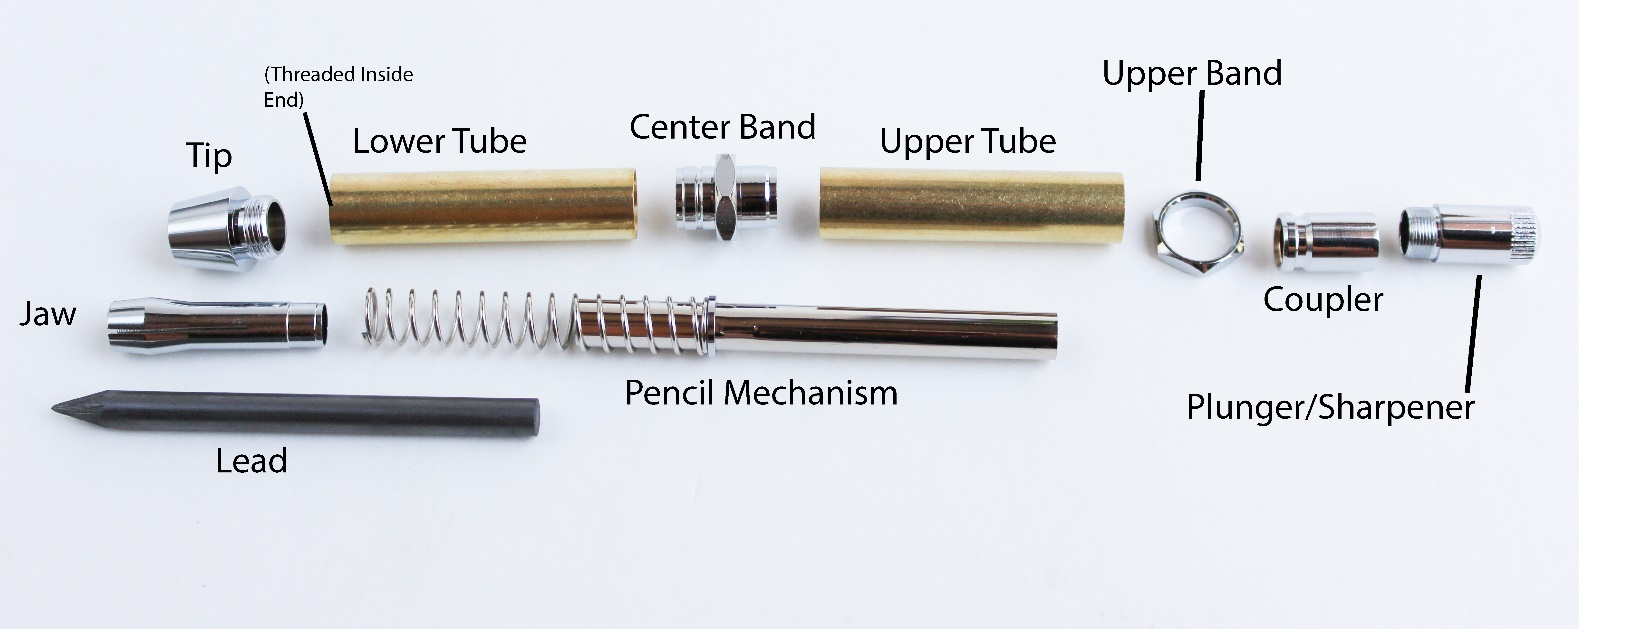 (Threaded Inside
End)
Upper Band
Tip
Lower Tube
Center Band
Upper Tube
Jaw
Coupler
Pencil Mechanism
Plunger/Sharpener
Lead